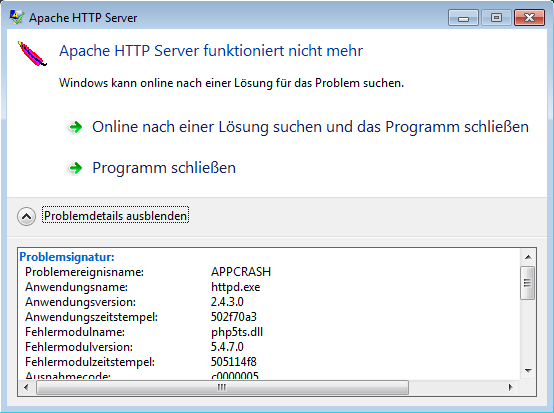 Apache HTTP Server
Apache HTTP Server funktioniert nicht mehr
Windows kann online nach einer Lösung für das Problem suchen.
Online nach einer Lösung suchen und das Programm schließen
Programm schließen
Problemdetails ausblenden
Problemsignatur:
Problemereignisname: APPCRASH
Anwendungsname: httpd.exe
Anwendungsversion: 2.4.3.0
Anwendungszeitstempel: 502f70a3
Fehlermodulname: php5ts.dll
Fehlermodulversion: 5.4.7.0
Fehlermodulzeitstempel: 505114f8
Ausnahmecode: c0000005